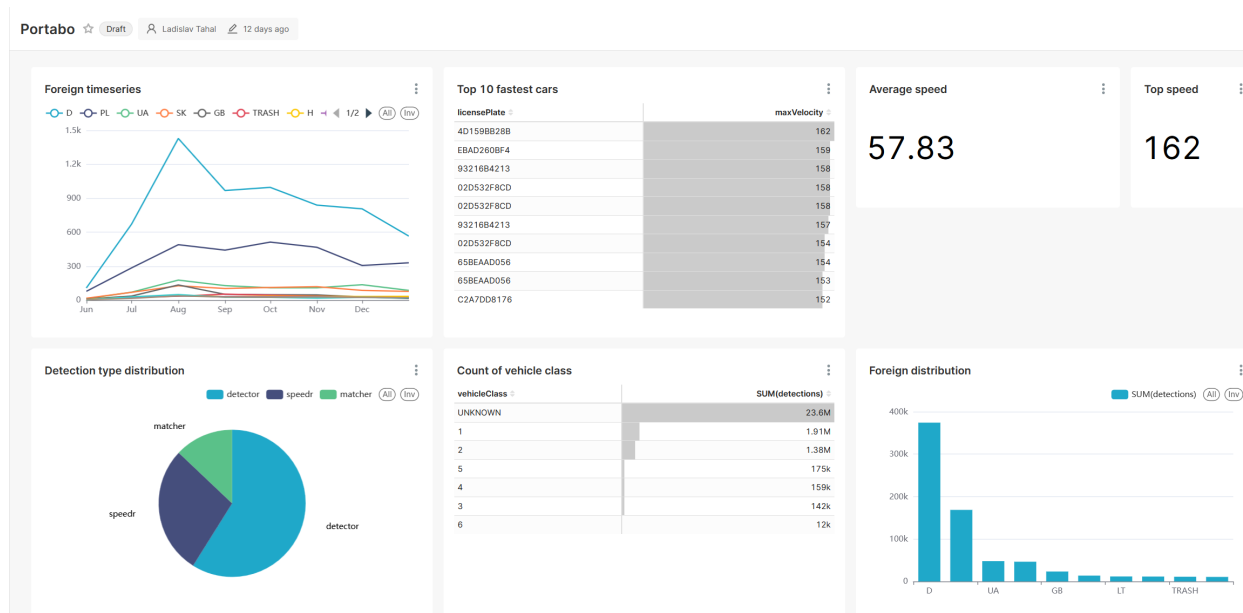 Portabo Draft Ladislav Tahal 12 days ago
Foreign timeseries
D PL UA SK GB TRASH H 1/2 All Inv
1.5k
1.2k
900
600
300
0
Jun Jul Aug Sep Oct Nov Dec
Top 10 fastest cars
licensePlate maxVelocity
4D159BB28B 162
EBAD260BF4 159
93216B4213 158
02D532F8CD 158
02D532F8CD 158
93216B4213 157
02D532F8CD 154
65BEAAD056 154
65BEAAD056 153
C2A7DD8176 152
Average speed
57.83
Top speed
162
Detection type distribution
detector speedr matcher All Inv
matcher
speedr
detector
Count of vehicle class
vehicleClass SUM(detections)
UNKNOWN 23.6M
1 1.91M
2 1.38M
5 175k
4 159k
3 142k
6 12k
Foreign distribution
SUM(detections) All Inv
400k
300k
200k
100k
0
D UA GB LT TRASH